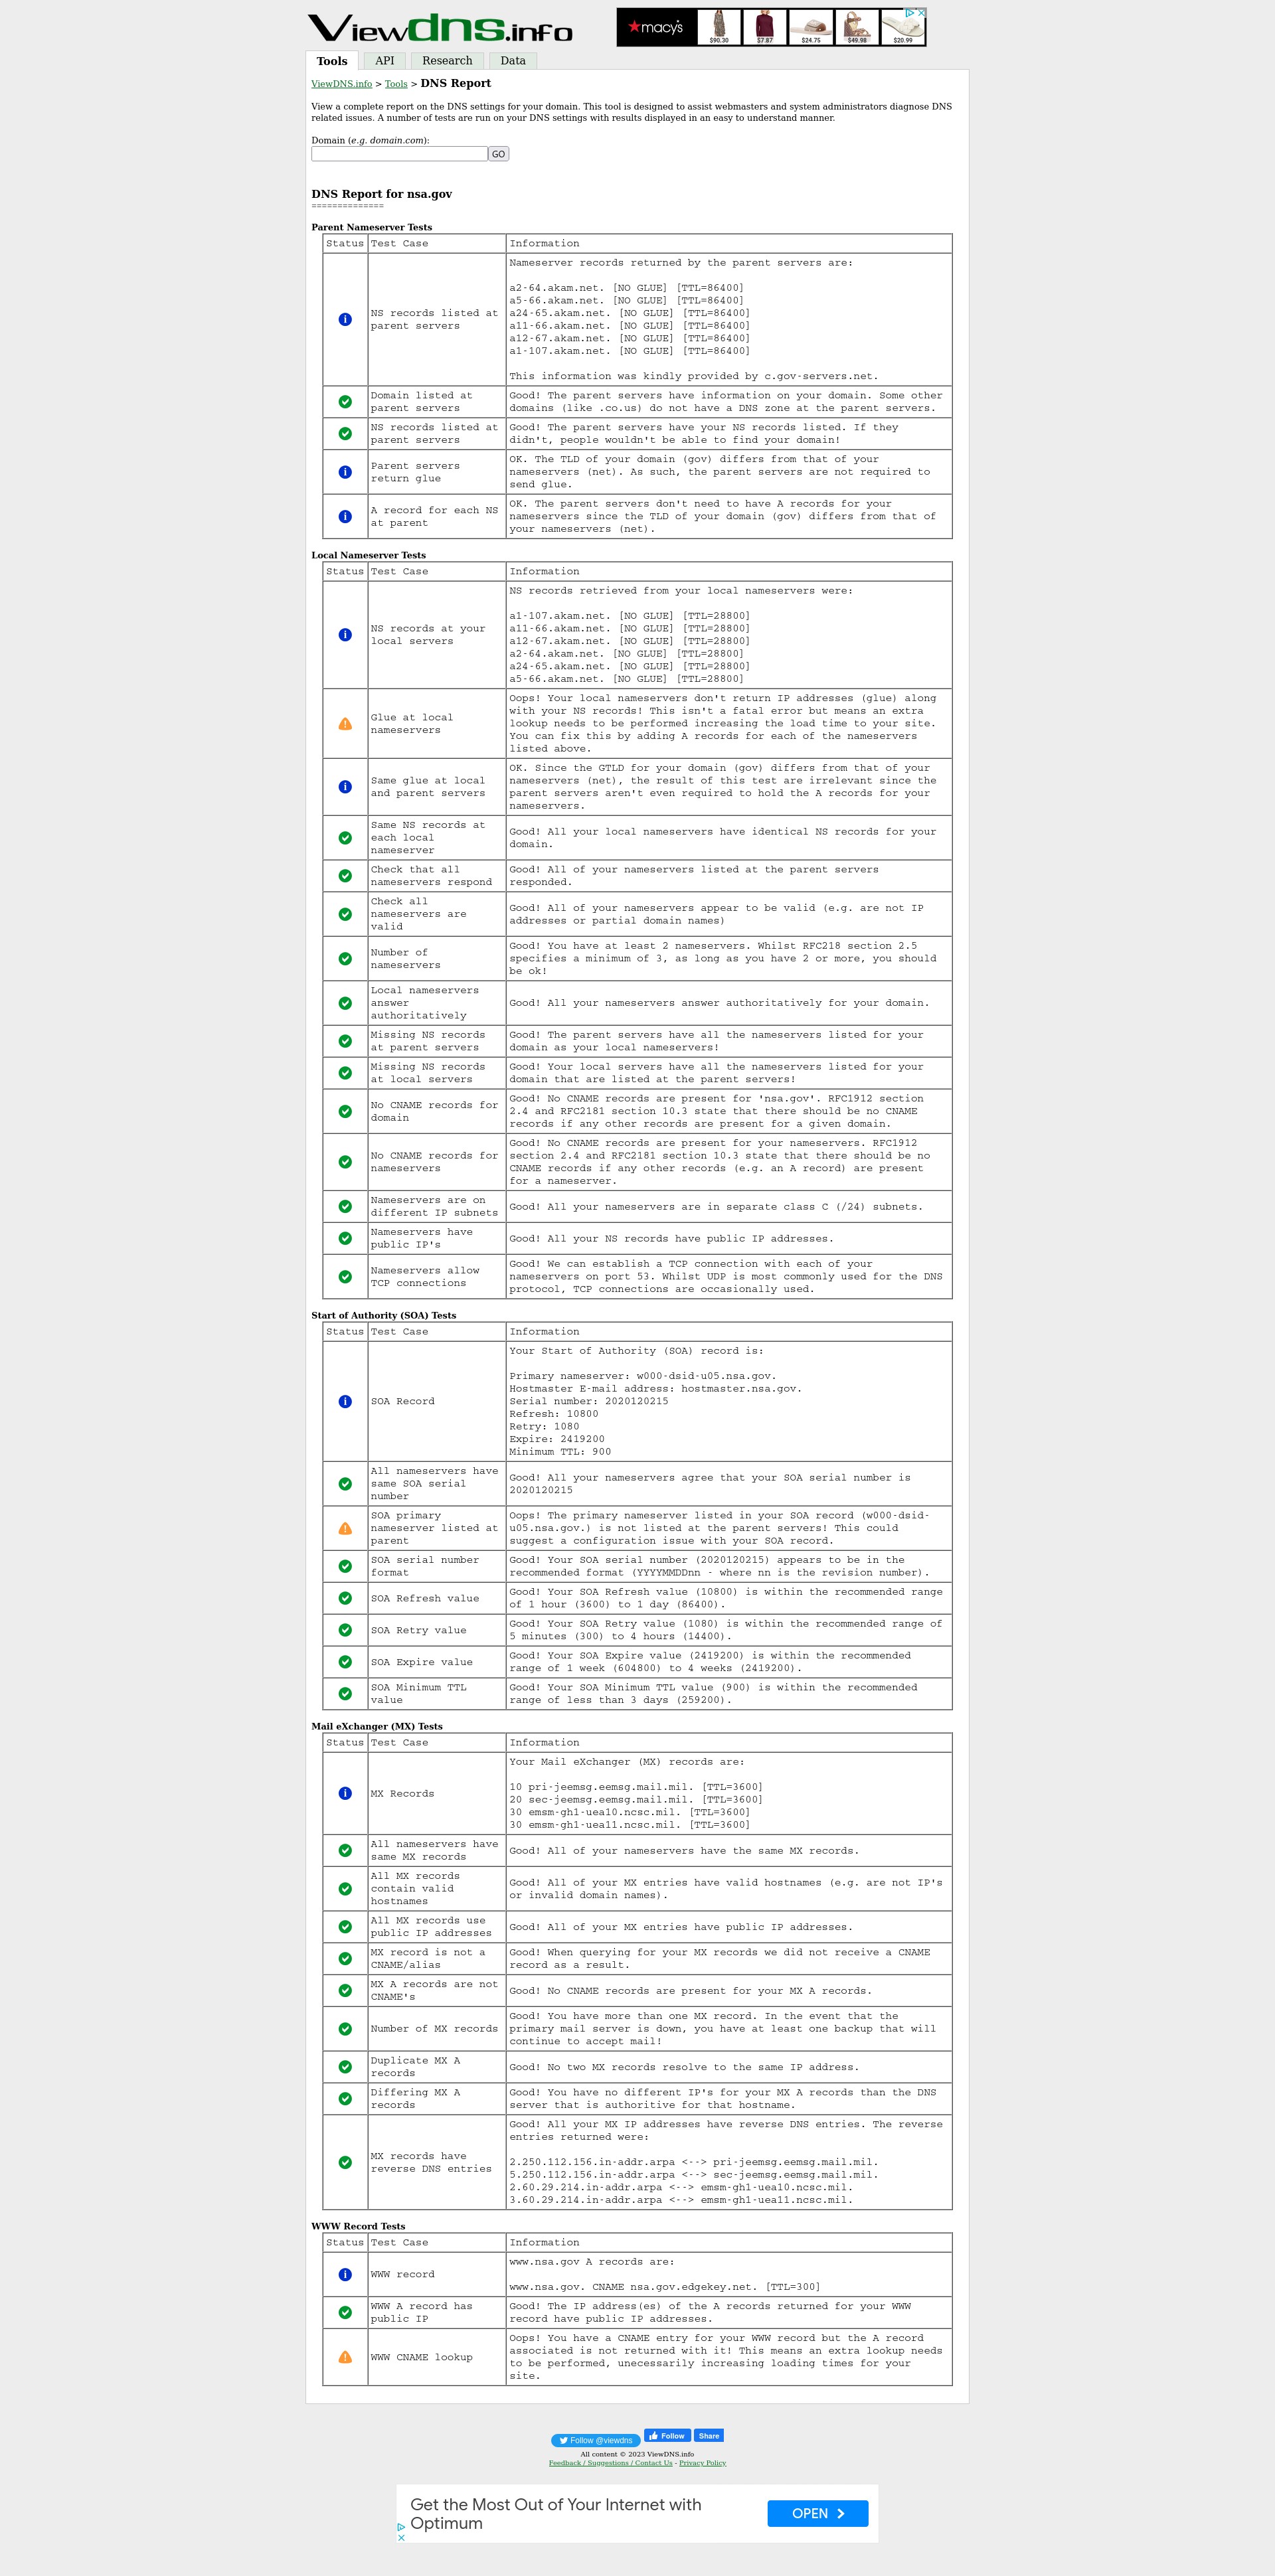 Viewdns.info
macy's
$90.30 $7.87 $24.75 $49.98 $20.99
Tools API Research Data
ViewDNS.info > Tools > DNS Report
View a complete report on the DNS settings for your domain. This tool is designed to assist webmasters and system administrators diagnose DNS
related issues. A number of tests are run on your DNS settings with results displayed in an easy to understand manner.
Domain (e.g. domain.com):
GO
DNS Report for nsa.gov
==============
Parent Nameserver Tests
Status Test Case Information
NS records listed at
parent servers
Nameserver records returned by the parent servers are:
a2-64.akam.net. [NO GLUE] [TTL=86400]
a5-66.akam.net. [NO GLUE] [TTL=86400]
a24-65.akam.net. [NO GLUE] [TTL=86400]
a11-66.akam.net. [NO GLUE] [TTL=86400]
a12-67.akam.net. [NO GLUE] [TTL=86400]
a1-107.akam.net. [NO GLUE] [TTL=86400]
This information was kindly provided by c.gov-servers.net.
Domain listed at
parent servers
Good! The parent servers have information on your domain. Some other
domains (like .co.us) do not have a DNS zone at the parent servers.
NS records listed at
parent servers
Good! The parent servers have your NS records listed. If they
didn't, people wouldn't be able to find your domain!
Parent servers
return glue
OK. The TLD of your domain (gov) differs from that of your
nameservers (net). As such, the parent servers are not required to
send glue.
A record for each NS
at parent
OK. The parent servers don't need to have A records for your
nameservers since the TLD of your domain (gov) differs from that of
your nameservers (net).
Local Nameserver Tests
Status Test Case Information
NS records at your
local servers
NS records retrieved from your local nameservers were:
a1-107.akam.net. [NO GLUE] [TTL=28800]
a11-66.akam.net. [NO GLUE] [TTL=28800]
a12-67.akam.net. [NO GLUE] [TTL=28800]
a2-64.akam.net. [NO GLUE] [TTL=28800]
a24-65.akam.net. [NO GLUE] [TTL=28800]
a5-66.akam.net. [NO GLUE] [TTL=28800]
Glue at local
nameservers
Oops! Your local nameservers don't return IP addresses (glue) along
with your NS records! This isn't a fatal error but means an extra
lookup needs to be performed increasing the load time to your site.
You can fix this by adding A records for each of the nameservers
listed above.
Same glue at local
and parent servers
OK. Since the GTLD for your domain (gov) differs from that of your
nameservers (net), the result of this test are irrelevant since the
parent servers aren't even required to hold the A records for your
nameservers.
Same NS records at
each local
nameserver
Good! All your local nameservers have identical NS records for your
domain.
Check that all
nameservers respond
Good! All of your nameservers listed at the parent servers
responded.
Check all
nameservers are
valid
Good! All of your nameservers appear to be valid (e.g. are not IP
addresses or partial domain names)
Number of
nameservers
Good! You have at least 2 nameservers. Whilst RFC218 section 2.5
specifies a minimum of 3, as long as you have 2 or more, you should
be ok!
Local nameservers
answer
authoritatively
Good! All your nameservers answer authoritatively for your domain.
Missing NS records
at parent servers
Good! The parent servers have all the nameservers listed for your
domain as your local nameservers!
Missing NS records
at local servers
Good! Your local servers have all the nameservers listed for your
domain that are listed at the parent servers!
No CNAME records for
domain
Good! No CNAME records are present for 'nsa.gov'. RFC1912 section
2.4 and RFC2181 section 10.3 state that there should be no CNAME
records if any other records are present for a given domain.
No CNAME records for
nameservers
Good! No CNAME records are present for your nameservers. RFC1912
section 2.4 and RFC2181 section 10.3 state that there should be no
CNAME records if any other records (e.g. an A record) are present
for a nameserver.
Nameservers are on
different IP subnets
Good! All your nameservers are in separate class C (/24) subnets.
Nameservers have
public IP's
Good! All your NS records have public IP addresses.
Nameservers allow
TCP connections
Good! We can establish a TCP connection with each of your
nameservers on port 53. Whilst UDP is most commonly used for the DNS
protocol, TCP connections are occasionally used.
Start of Authority (SOA) Tests
Status Test Case Information
SOA Record
Your Start of Authority (SOA) record is:
Primary nameserver: w000-dsid-u05.nsa.gov.
Hostmaster E-mail address: hostmaster.nsa.gov.
Serial number: 2020120215
Refresh: 10800
Retry: 1080
Expire: 2419200
Minimum TTL: 900
All nameservers have
same SOA serial
number
Good! All your nameservers agree that your SOA serial number is
2020120215
SOA primary
nameserver listed at
parent
Oops! The primary nameserver listed in your SOA record (w000-dsid-
u05.nsa.gov.) is not listed at the parent servers! This could
suggest a configuration issue with your SOA record.
SOA serial number
format
Good! Your SOA serial number (2020120215) appears to be in the
recommended format (YYYYMMDDnn - where nn is the revision number).
SOA Refresh value
Good! Your SOA Refresh value (10800) is within the recommended range
of 1 hour (3600) to 1 day (86400).
SOA Retry value
Good! Your SOA Retry value (1080) is within the recommended range of
5 minutes (300) to 4 hours (14400).
SOA Expire value
Good! Your SOA Expire value (2419200) is within the recommended
range of 1 week (604800) to 4 weeks (2419200).
SOA Minimum TTL
value
Good! Your SOA Minimum TTL value (900) is within the recommended
range of less than 3 days (259200).
Mail eXchanger (MX) Tests
Status Test Case Information
MX Records
Your Mail eXchanger (MX) records are:
10 pri-jeemsg.eemsg.mail.mil. [TTL=3600]
20 sec-jeemsg.eemsg.mail.mil. [TTL=3600]
30 emsm-gh1-uea10.ncsc.mil. [TTL=3600]
30 emsm-gh1-uea11.ncsc.mil. [TTL=3600]
All nameservers have
same MX records
Good! All of your nameservers have the same MX records.
All MX records
contain valid
hostnames
Good! All of your MX entries have valid hostnames (e.g. are not IP's
or invalid domain names).
All MX records use
public IP addresses
Good! All of your MX entries have public IP addresses.
MX record is not a
CNAME/alias
Good! When querying for your MX records we did not receive a CNAME
record as a result.
MX A records are not
CNAME's
Good! No CNAME records are present for your MX A records.
Number of MX records
Good! You have more than one MX record. In the event that the
primary mail server is down, you have at least one backup that will
continue to accept mail!
Duplicate MX A
records
Good! No two MX records resolve to the same IP address.
Differing MX A
records
Good! You have no different IP's for your MX A records than the DNS
server that is authoritive for that hostname.
MX records have
reverse DNS entries
Good! All your MX IP addresses have reverse DNS entries. The reverse
entries returned were:
2.250.112.156.in-addr.arpa <--> pri-jeemsg.eemsg.mail.mil.
5.250.112.156.in-addr.arpa <--> sec-jeemsg.eemsg.mail.mil.
2.60.29.214.in-addr.arpa <--> emsm-gh1-uea10.ncsc.mil.
3.60.29.214.in-addr.arpa <--> emsm-gh1-uea11.ncsc.mil.
WWW Record Tests
Status Test Case Information
WWW record
www.nsa.gov A records are:
www.nsa.gov. CNAME nsa.gov.edgekey.net. [TTL=300]
WWW A record has
public IP
Good! The IP address(es) of the A records returned for your WWW
record have public IP addresses.
WWW CNAME lookup
Oops! You have a CNAME entry for your WWW record but the A record
associated is not returned with it! This means an extra lookup needs
to be performed, unecessarily increasing loading times for your
site.
Follow @viewdns Follow Share
All content © 2023 ViewDNS.info
Feedback / Suggestions / Contact Us - Privacy Policy
Get the Most Out of Your Internet with
Optimum
OPEN